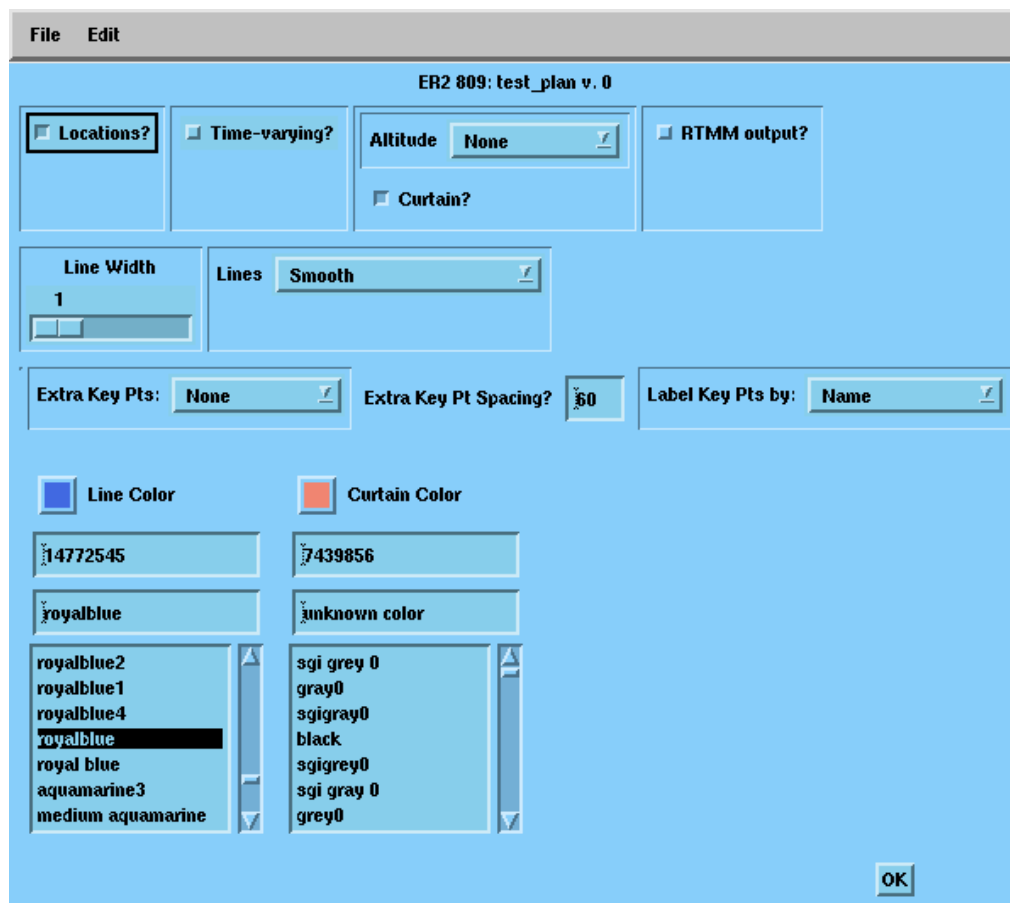 File Edit
ER2 809: test_plan v. 0
Locations?
Time-varying?
Altitude None
RTMM output?
Curtain?
Line Width
1
Lines Smooth
Extra Key Pts: None
Extra Key Pt Spacing? 60
Label Key Pts by: Name
Line Color
Curtain Color
14772545
7439856
royalblue
unknown color
royalblue2
royalblue1
royalblue4
royalblue
royal blue
aquamarine3
medium aquamarine
sgi grey 0
gray0
sgigray0
black
sgigrey0
sgi gray 0
grey0
OK